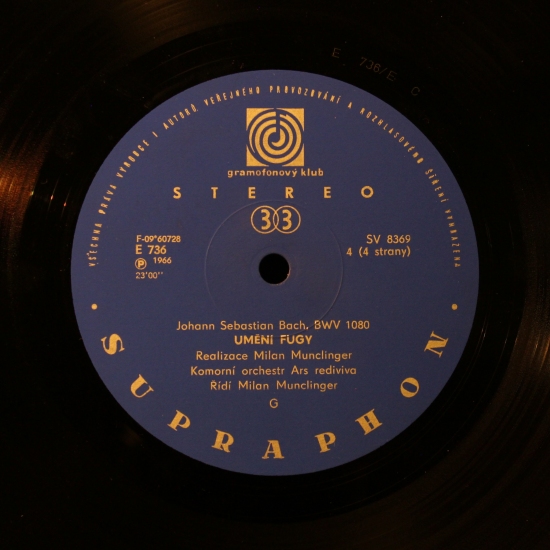 E 736/E C
VŠECHNA PRÁVA VÝROBCE I AUTORŮ VEŘEJNÉHO PROVOZOVÁNÍ A ROZHLASOVÉHO ŠÍŘENÍ VYHRAZENA
gramofonový klub
STEREO
33
F-09*60728
E 736
Ⓟ 1966
23'00''
SV 8369
4 (4 strany)
Johann Sebastian Bach, BWV 1080
UMĚNÍ FUGY
Realizace Milan Munclinger
Komorní orchestr Ars rediviva
Řídí Milan Munclinger
G
• SUPRAPHON •